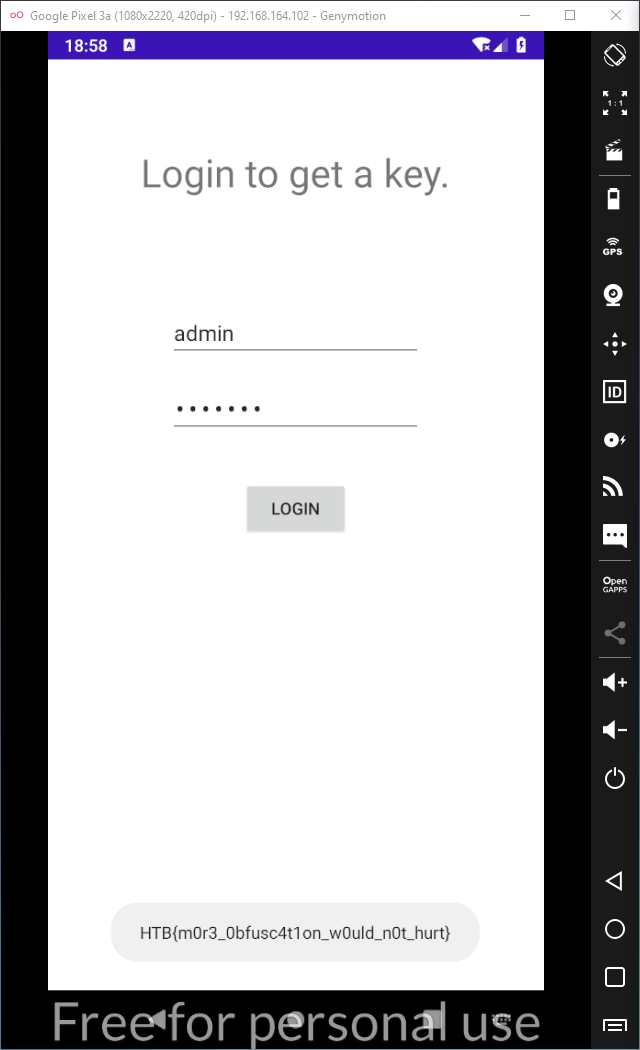 Google Pixel 3a (1080x2220, 420dpi) - 192.168.164.102 - Genymotion
18:58
A
1 : 1
GPS
Login to get a key.
admin
ID
LOGIN
Open
GAPPS
HTB{m0r3_0bfusc4t1on_w0uld_n0t_hurt}
Free for personal use